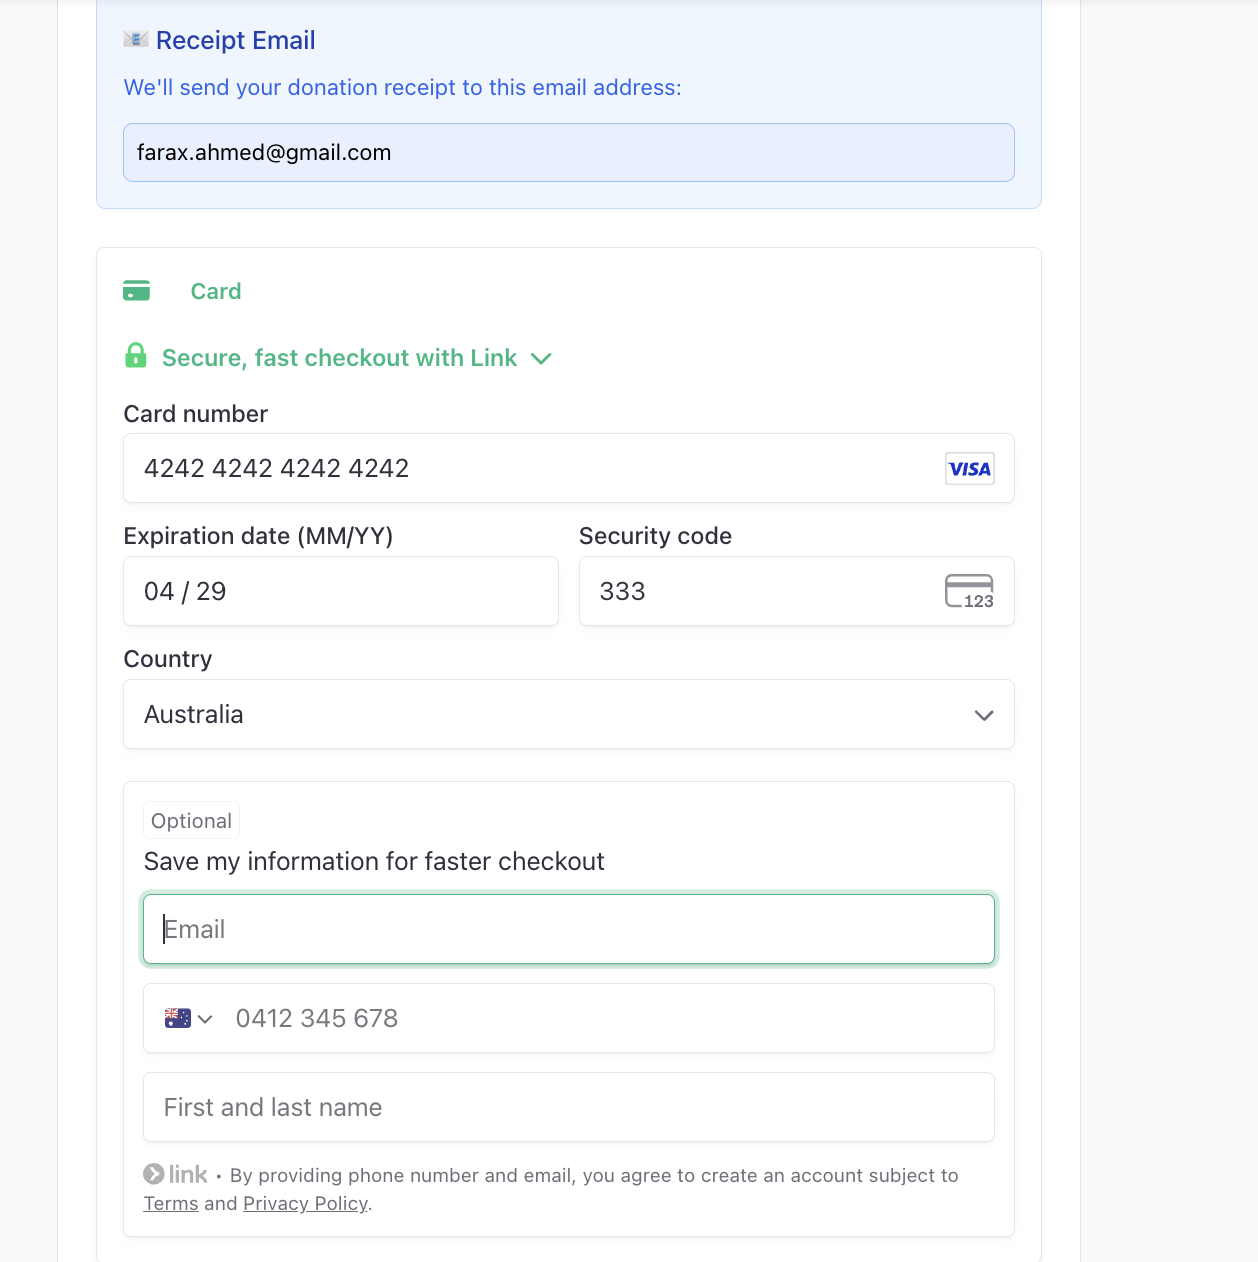 Receipt Email
We'll send your donation receipt to this email address:
farax.ahmed@gmail.com
Card
Secure, fast checkout with Link
Card number
4242 4242 4242 4242
VISA
Expiration date (MM/YY)
Security code
04 / 29
333
123
Country
Australia
Optional
Save my information for faster checkout
Email
0412 345 678
First and last name
link • By providing phone number and email, you agree to create an account subject to
Terms and Privacy Policy.